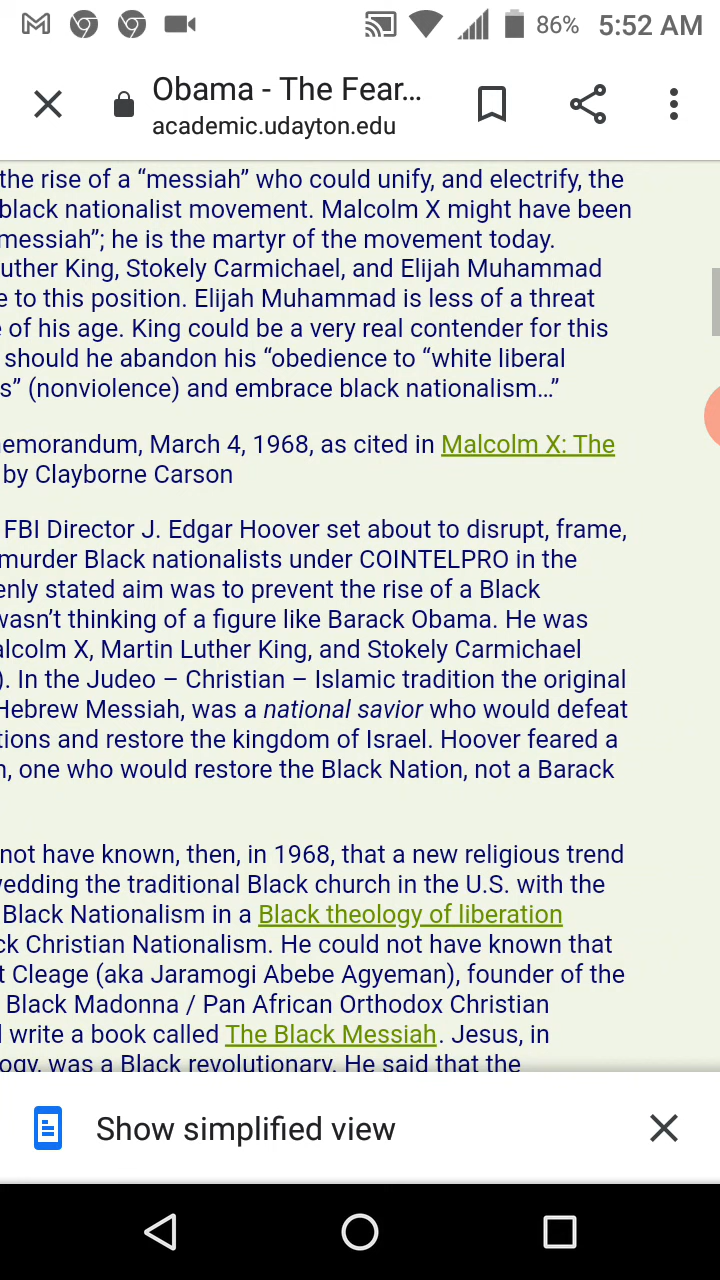 86% 5:52 AM
Obama - The Fear...
academic.udayton.edu
the rise of a “messiah” who could unify, and electrify, the
black nationalist movement. Malcolm X might have been
messiah”; he is the martyr of the movement today.
uther King, Stokely Carmichael, and Elijah Muhammad
e to this position. Elijah Muhammad is less of a threat
of his age. King could be a very real contender for this
should he abandon his “obedience to “white liberal
s” (nonviolence) and embrace black nationalism…”
emorandum, March 4, 1968, as cited in Malcolm X: The
by Clayborne Carson
FBI Director J. Edgar Hoover set about to disrupt, frame,
murder Black nationalists under COINTELPRO in the
enly stated aim was to prevent the rise of a Black
wasn’t thinking of a figure like Barack Obama. He was
alcolm X, Martin Luther King, and Stokely Carmichael
). In the Judeo – Christian – Islamic tradition the original
Hebrew Messiah, was a national savior who would defeat
tions and restore the kingdom of Israel. Hoover feared a
n, one who would restore the Black Nation, not a Barack
not have known, then, in 1968, that a new religious trend
vedding the traditional Black church in the U.S. with the
Black Nationalism in a Black theology of liberation
ck Christian Nationalism. He could not have known that
t Cleage (aka Jaramogi Abebe Agyeman), founder of the
Black Madonna / Pan African Orthodox Christian
l write a book called The Black Messiah. Jesus, in
ogy, was a Black revolutionary. He said that the
Show simplified view